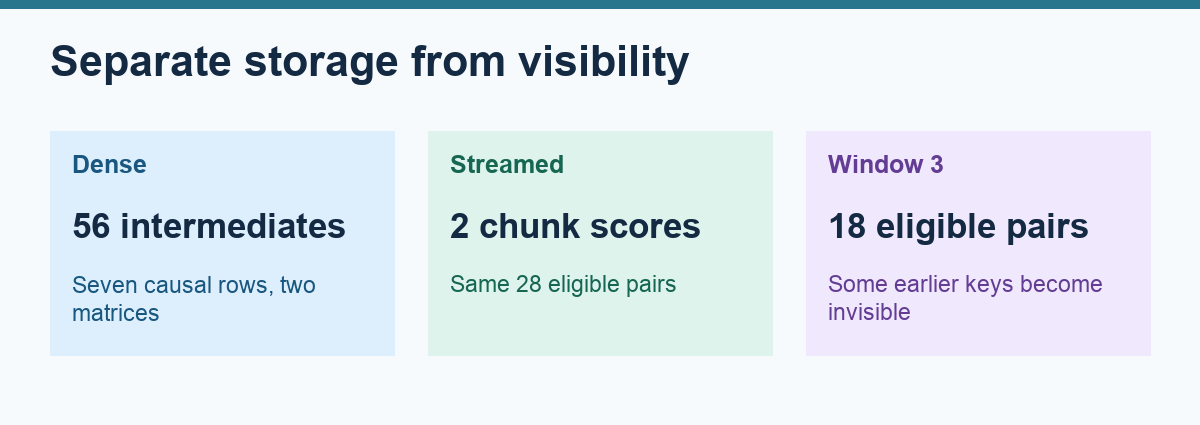 Separate storage from visibility
Dense
56 intermediates
Seven causal rows, two
matrices
Streamed
2 chunk scores
Same 28 eligible pairs
Window 3
18 eligible pairs
Some earlier keys become
invisible